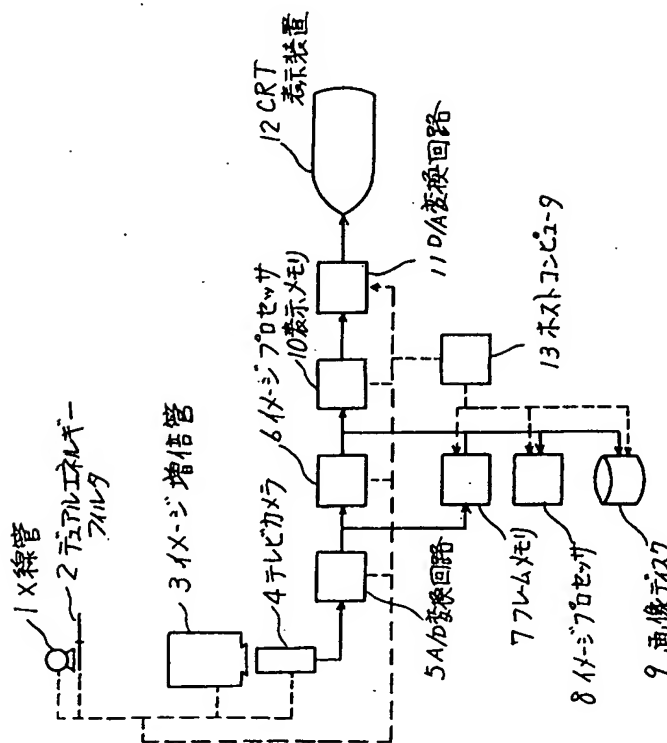 1 X線管
2 デュアルエネルギー
フィルタ
3 イメージ増倍管
4 テレビカメラ
5 A/D変換回路
6 イメージプロセッサ
7 フレームメモリ
8 イメージプロセッサ
9 画像ディスク
10 表示メモリ
11 D/A変換回路
12 CRT
表示装置
13 ホストコンピュータ